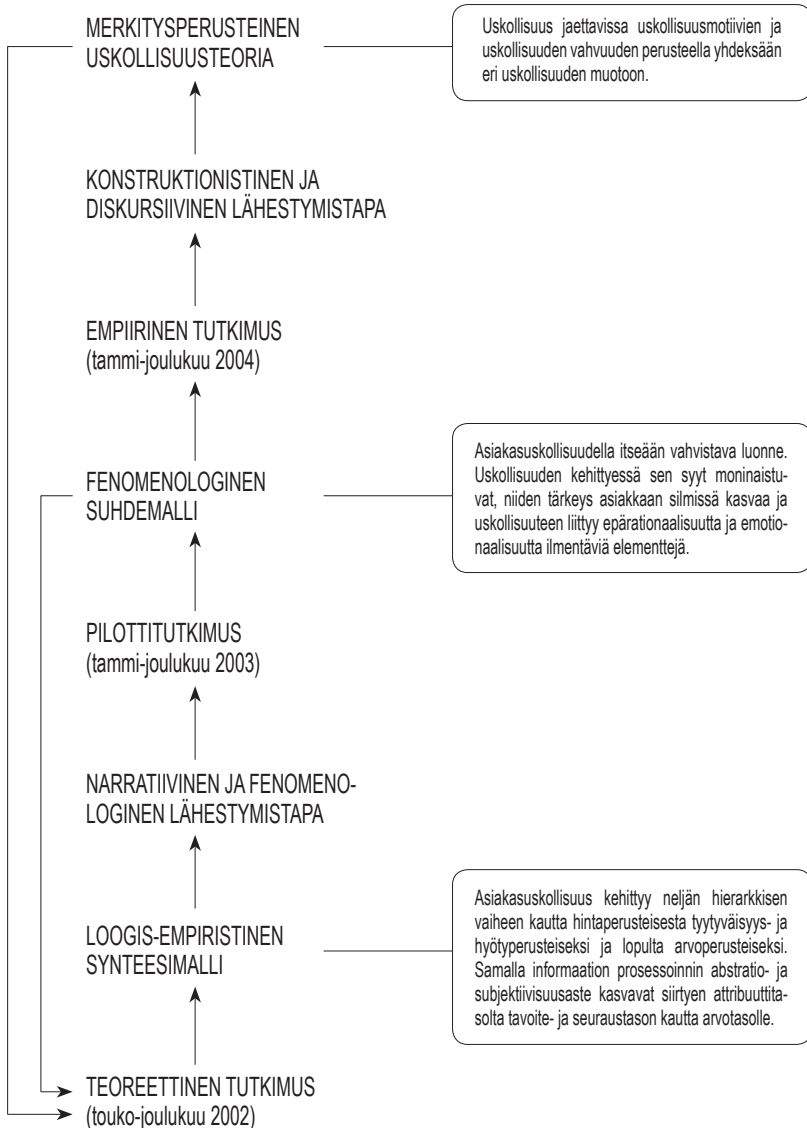 MERKITYSPERUSTEINEN
USKOLLISUUSTEORIA
Uskollisuus jaettavissa uskollisuusmotiivien ja
uskollisuuden vahvuuden perusteella yhdeksään
eri uskollisuuden muotoon.
KONSTRUKTIONISTINEN JA
DISKURSIIVINEN LÄHESTYMISTAPA
EMPIIRINEN TUTKIMUS
(tammi-joulukuu 2004)
FENOMENOLOGINEN
SUHDEMALLI
Asiakasuskollisuudella itseään vahvistava luonne.
Uskollisuuden kehittyessä sen syyt moninaistu-
vat, niiden tärkeys asiakkaan silmissä kasvaa ja
uskollisuuteen liittyy epärationaalisuutta ja emotio-
naalisuutta ilmentäviä elementtejä.
PILOTTITUTKIMUS
(tammi-joulukuu 2003)
NARRATIIVINEN JA FENOMENO-
LOGINEN LÄHESTYMISTAPA
LOOGIS-EMPIRISTINEN
SYNTEESIMALLI
Asiakasuskollisuus kehittyy neljän hierarkkisen
vaiheen kautta hintaperusteisesta tyytyväisyys- ja
hyötyperusteiseksi ja lopulta arvoperusteiseksi.
Samalla informaation prosessoinnin abstratio- ja
subjektiivisuusaste kasvavat siirtyen attribuuttita-
solta tavoite- ja seuraustason kautta arvotasolle.
TEOREETTINEN TUTKIMUS
(touko-joulukuu 2002)